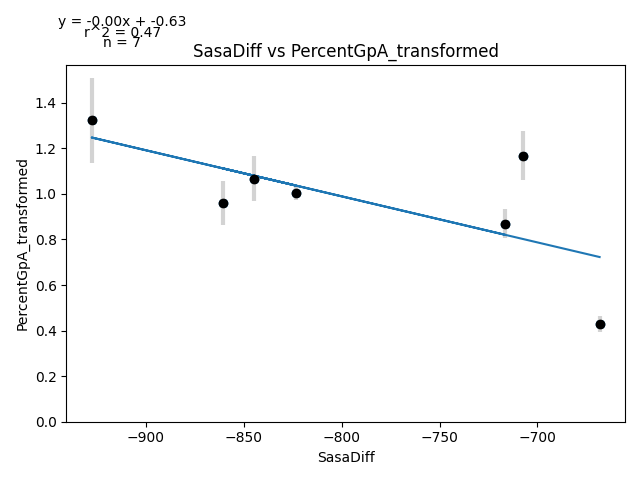 y = -0.00x + -0.63
r^2 = 0.47
n = 7
SasaDiff vs PercentGpA_transformed
PercentGpA_transformed
1.4
1.2
1.0
0.8
0.6
0.4
0.2
0.0
−900
−850
−800
−750
−700
SasaDiff